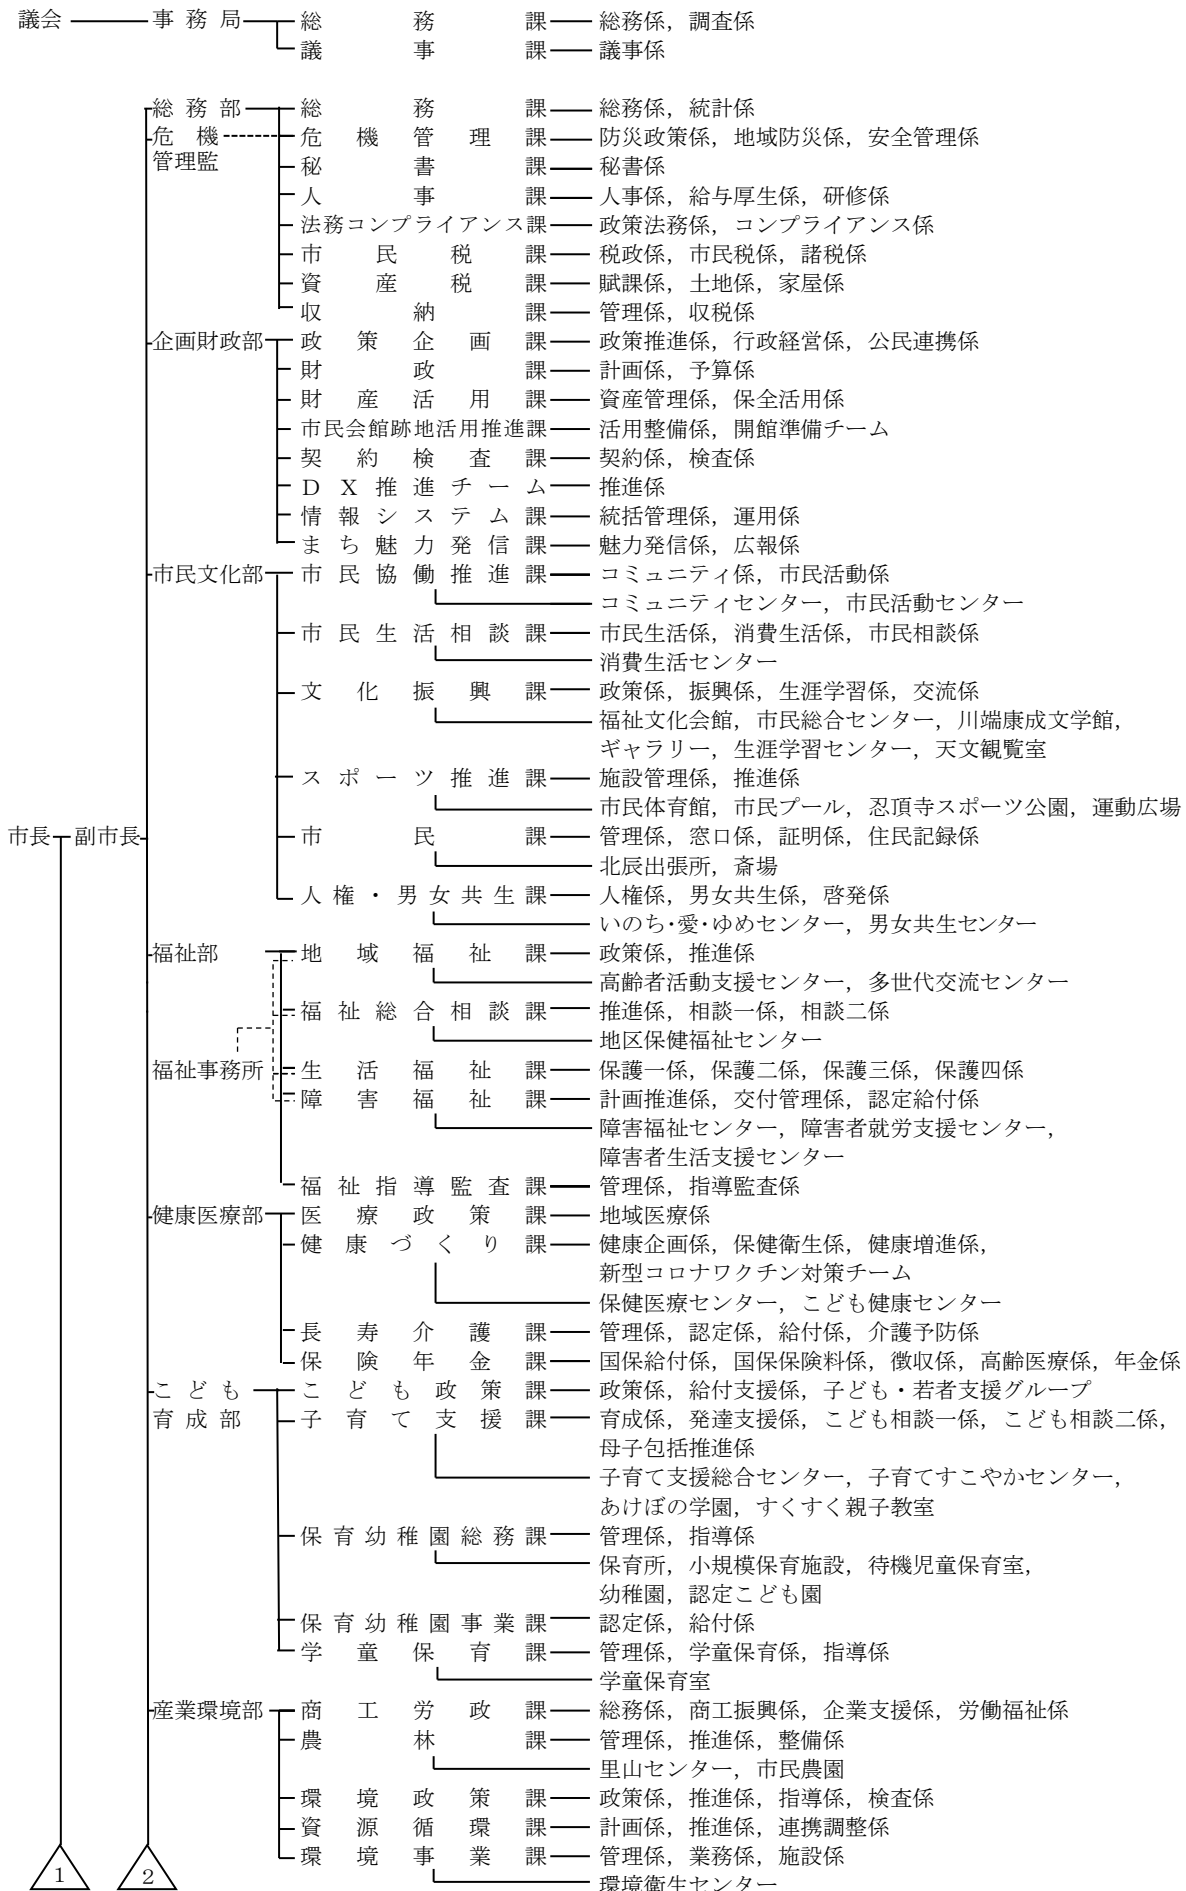 議会 事務局 総務課 総務係，調査係
議事課 議事係
総務部 総務課 総務係，統計係
危機 危機管理課 防災政策係，地域防災係，安全管理係
管理監 秘書課 秘書係
人事課 人事係，給与厚生係，研修係
法務コンプライアンス課 政策法務係，コンプライアンス係
市民税課 税政係，市民税係，諸税係
資産税課 賦課係，土地係，家屋係
収納課 管理係，収税係
企画財政部 政策企画課 政策推進係，行政経営係，公民連携係
財政課 計画係，予算係
財産活用課 資産管理係，保全活用係
市民会館跡地活用推進課 活用整備係，開館準備チーム
契約検査課 契約係，検査係
ＤＸ推進チーム 推進係
情報システム課 統括管理係，運用係
まち魅力発信課 魅力発信係，広報係
市民文化部 市民協働推進課 コミュニティ係，市民活動係
コミュニティセンター，市民活動センター
市民生活相談課 市民生活係，消費生活係，市民相談係
消費生活センター
文化振興課 政策係，振興係，生涯学習係，交流係
福祉文化会館，市民総合センター，川端康成文学館，
ギャラリー，生涯学習センター，天文観覧室
スポーツ推進課 施設管理係，推進係
市民体育館，市民プール，忍頂寺スポーツ公園，運動広場
市長 副市長 市民課 管理係，窓口係，証明係，住民記録係
北辰出張所，斎場
人権・男女共生課 人権係，男女共生係，啓発係
いのち・愛・ゆめセンター，男女共生センター
福祉部 地域福祉課 政策係，推進係
高齢者活動支援センター，多世代交流センター
福祉総合相談課 推進係，相談一係，相談二係
地区保健福祉センター
福祉事務所 生活福祉課 保護一係，保護二係，保護三係，保護四係
障害福祉課 計画推進係，交付管理係，認定給付係
障害福祉センター，障害者就労支援センター，
障害者生活支援センター
福祉指導監査課 管理係，指導監査係
健康医療部 医療政策課 地域医療係
健康づくり課 健康企画係，保健衛生係，健康増進係，
新型コロナワクチン対策チーム
保健医療センター，こども健康センター
長寿介護課 管理係，認定係，給付係，介護予防係
保険年金課 国保給付係，国保保険料係，徴収係，高齢医療係，年金係
こども こども政策課 政策係，給付支援係，子ども・若者支援グループ
育成部 子育て支援課 育成係，発達支援係，こども相談一係，こども相談二係，
母子包括推進係
子育て支援総合センター，子育てすこやかセンター，
あけぼの学園，すくすく親子教室
保育幼稚園総務課 管理係，指導係
保育所，小規模保育施設，待機児童保育室，
幼稚園，認定こども園
保育幼稚園事業課 認定係，給付係
学童保育課 管理係，学童保育係，指導係
学童保育室
産業環境部 商工労政課 総務係，商工振興係，企業支援係，労働福祉係
農林課 管理係，推進係，整備係
里山センター，市民農園
環境政策課 政策係，推進係，指導係，検査係
資源循環課 計画係，推進係，連携調整係
環境事業課 管理係，業務係，施設係
1 2 環境衛生センター